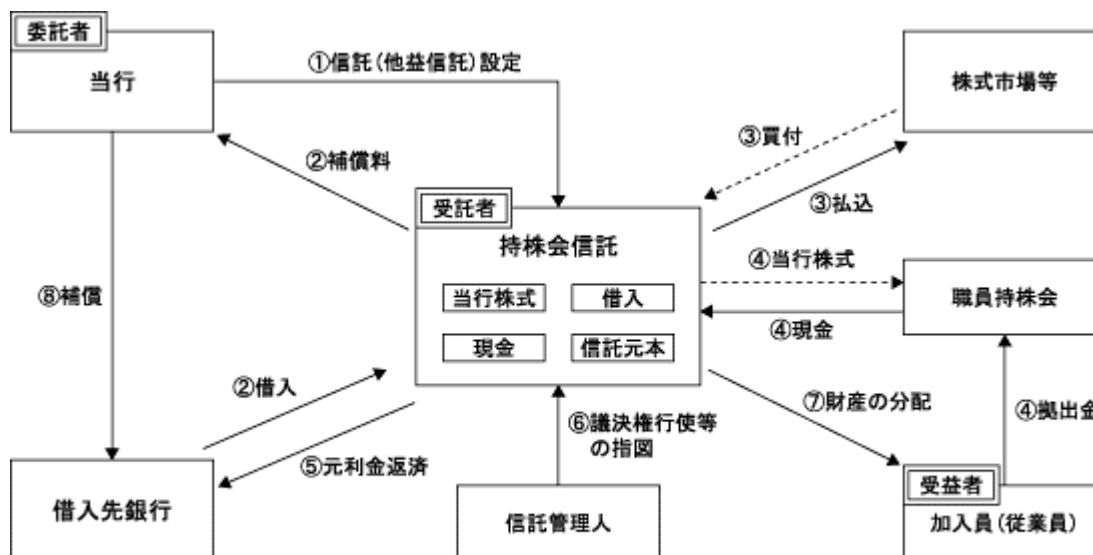 委託者
当行
①信託(他益信託)設定
株式市場等
③買付
②補償料
③払込
受託者
持株会信託
④当行株式
当行株式
借入
職員持株会
⑧補償
④現金
現金
信託元本
②借入
⑦財産の分配
④拠出金
⑥議決権行使等
の指図
⑤元利金返済
受益者
借入先銀行
信託管理人
加入員(従業員)